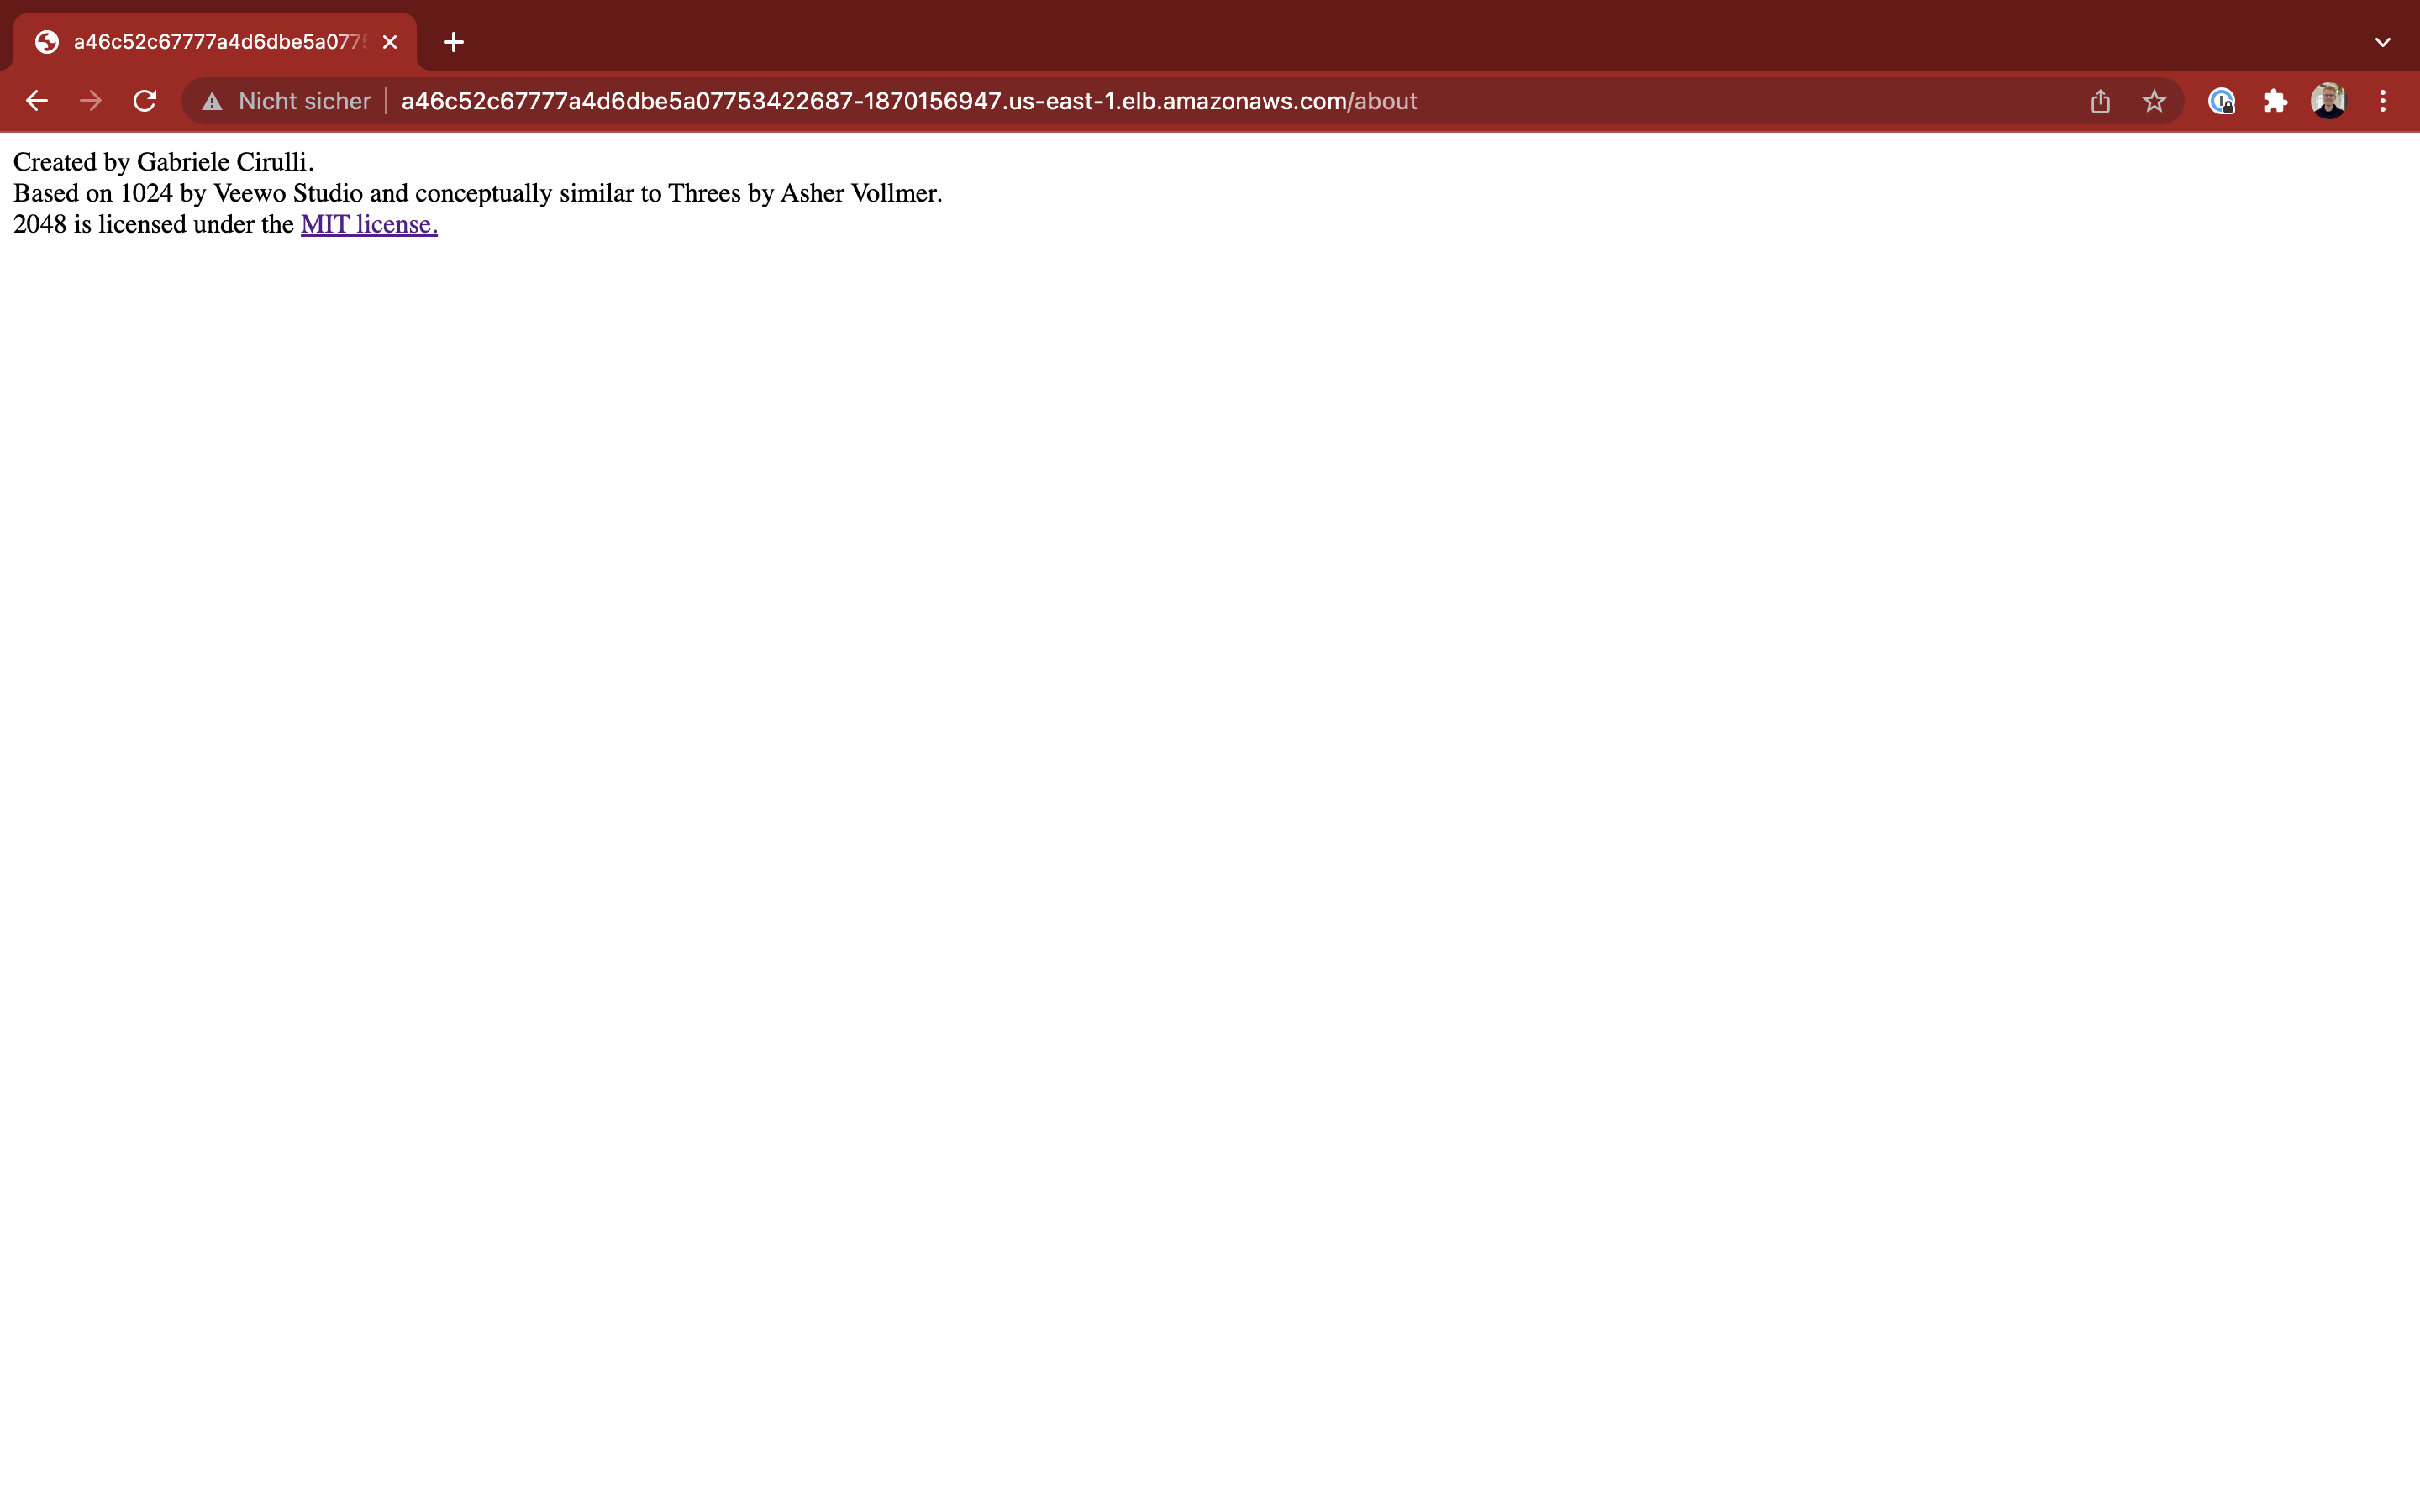 a46c52c67777a4d6dbe5a077
Nicht sicher a46c52c67777a4d6dbe5a07753422687-1870156947.us-east-1.elb.amazonaws.com/about
Created by Gabriele Cirulli.
Based on 1024 by Veewo Studio and conceptually similar to Threes by Asher Vollmer.
2048 is licensed under the MIT license.